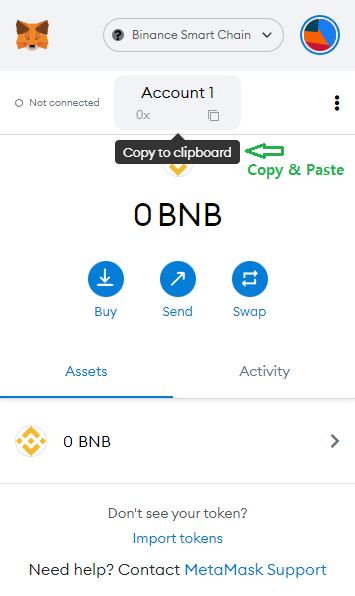 Binance Smart Chain
Not connected
Account 1
0x
Copy to clipboard
Copy & Paste
0 BNB
Buy
Send
Swap
Assets
Activity
0 BNB
Don't see your token?
Import tokens
Need help? Contact MetaMask Support